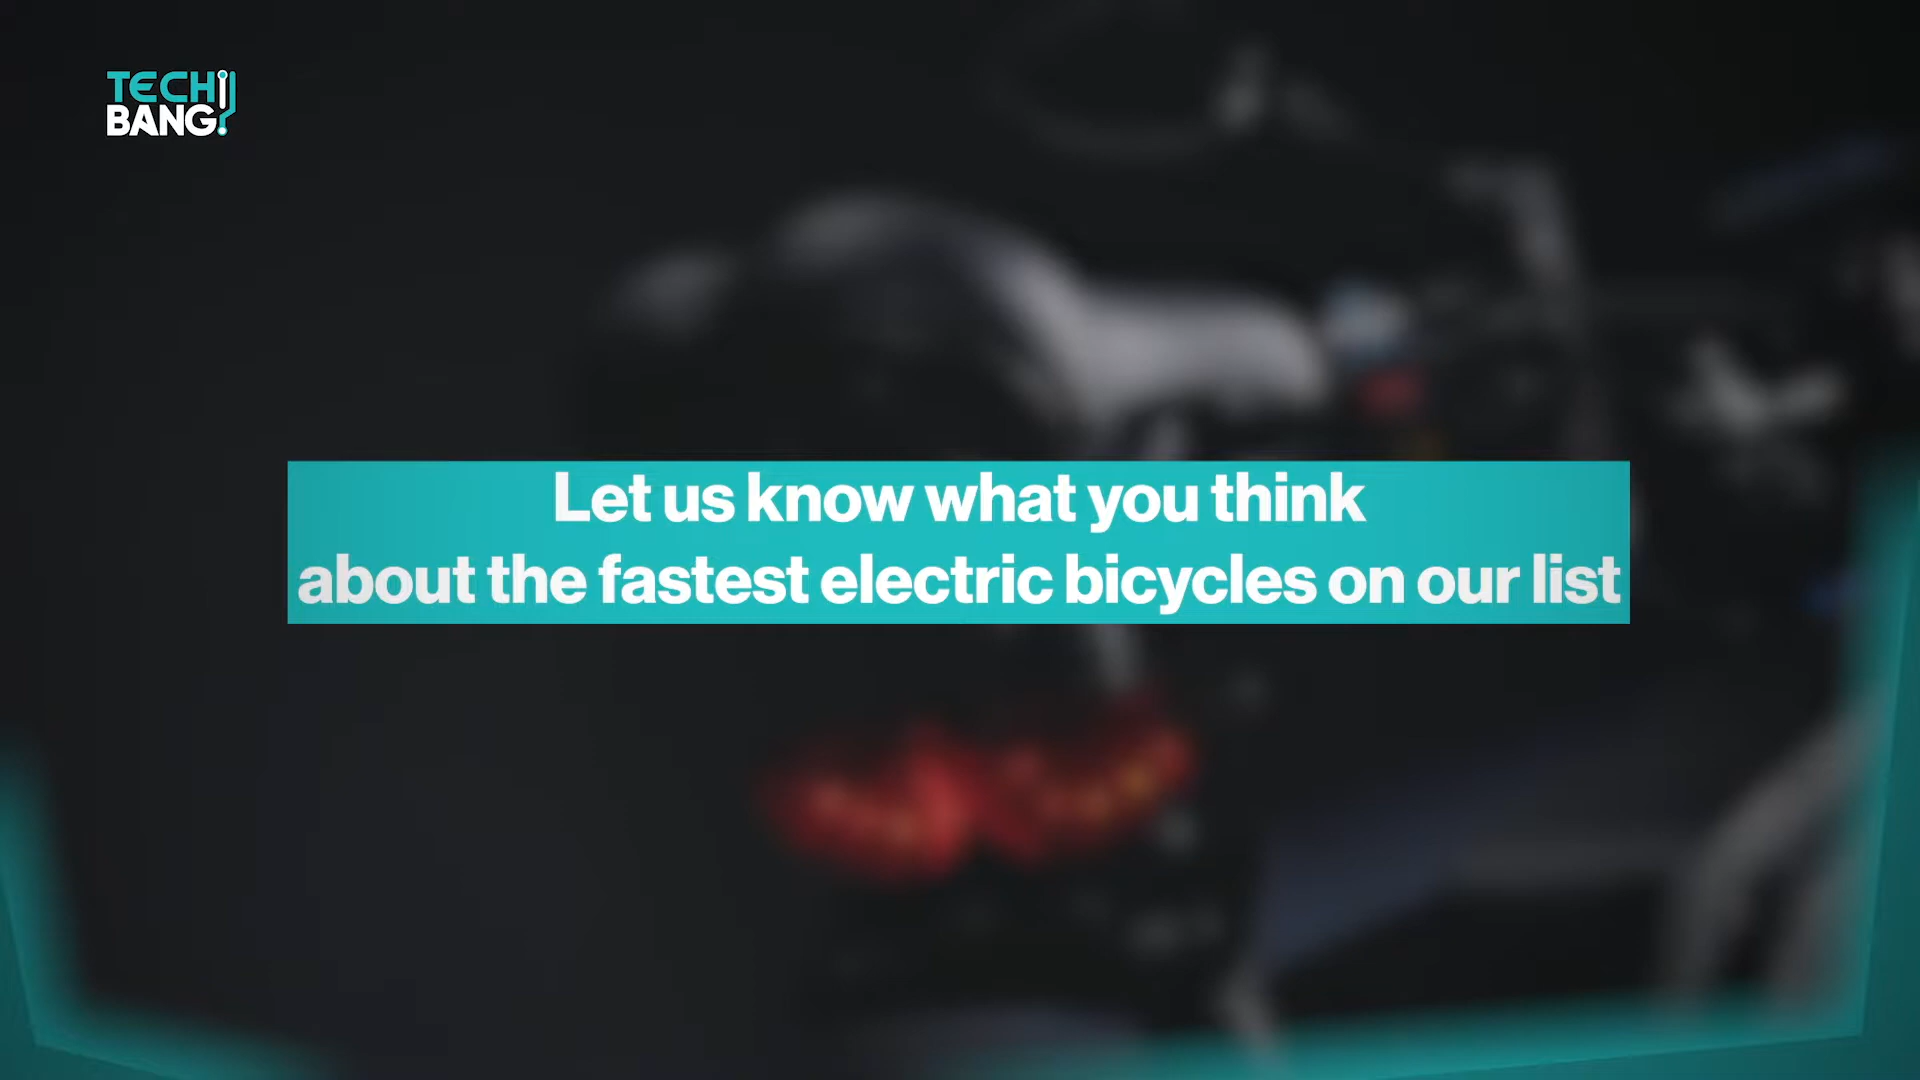 TECH
BANG!
Let us know what you think
about the fastest electric bicycles on our list